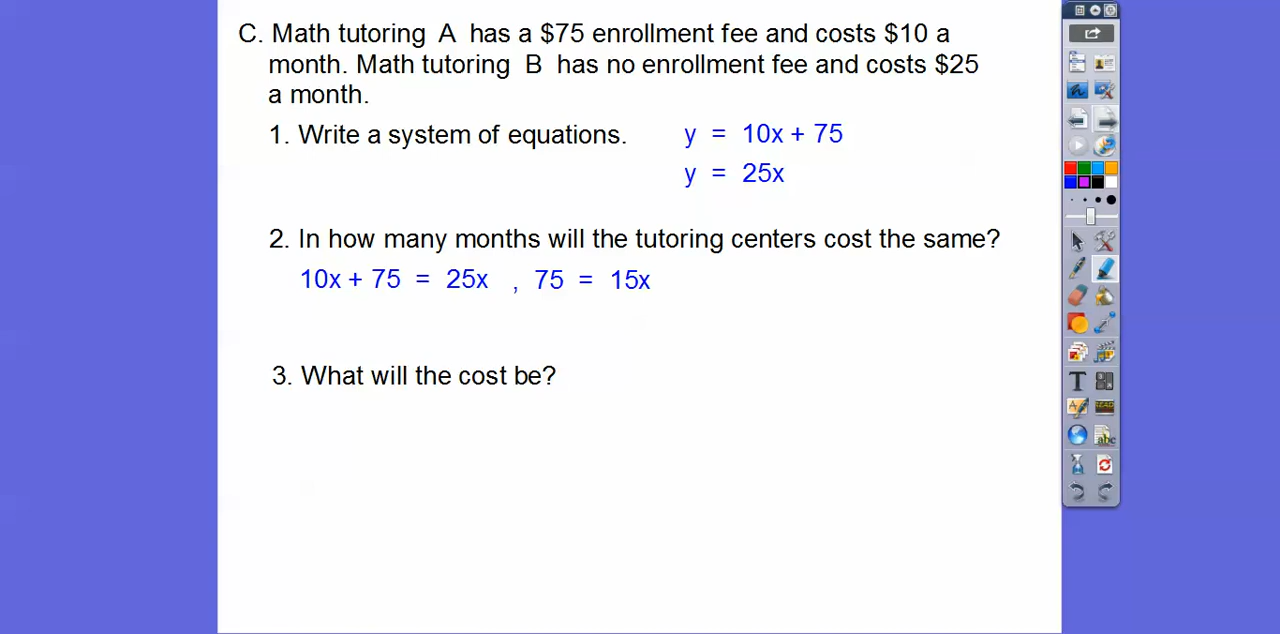 C. Math tutoring A has a $75 enrollment fee and costs $10 a
month. Math tutoring B has no enrollment fee and costs $25
a month.
1. Write a system of equations. y = 10x + 75
y = 25x
2. In how many months will the tutoring centers cost the same?
10x + 75 = 25x , 75 = 15x
3. What will the cost be?